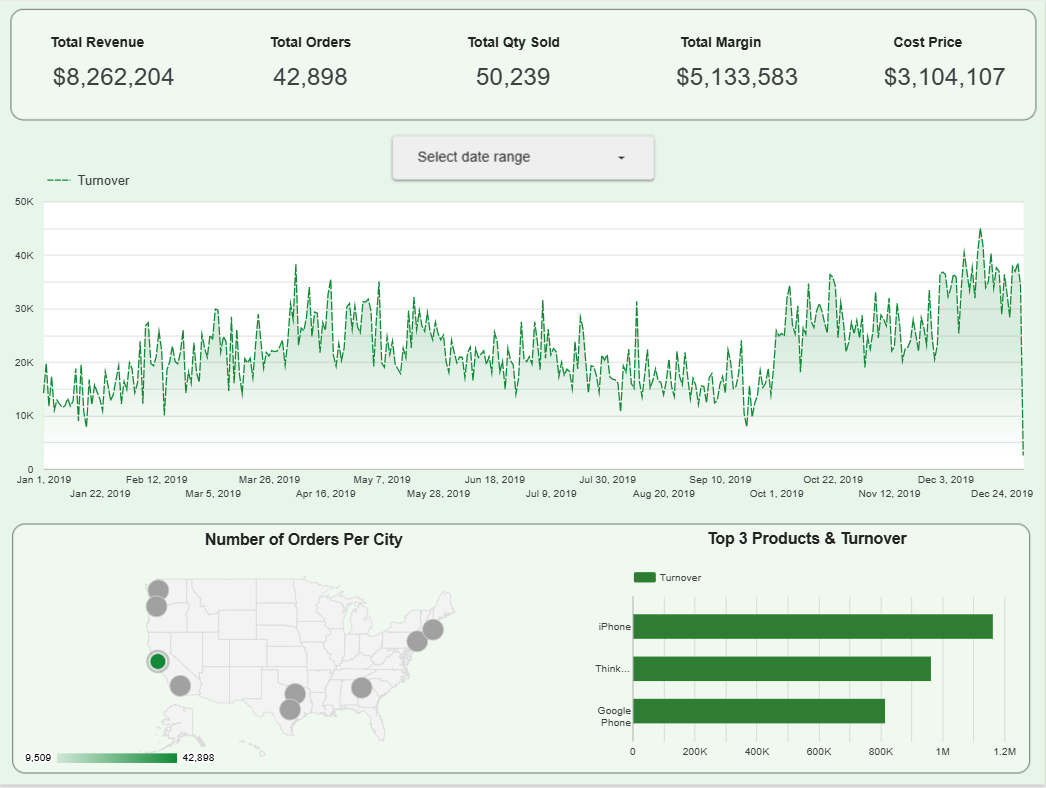 Total Revenue
Total Orders
Total Qty Sold
Total Margin
Cost Price
$8,262,204
42,898
50,239
$5,133,583
$3,104,107
Select date range
Turnover
50K
40K
30K
20K
10K
0
Jan 1, 2019
Jan 22, 2019
Feb 12, 2019
Mar 5, 2019
Mar 26, 2019
Apr 16, 2019
May 7, 2019
May 28, 2019
Jun 18, 2019
Jul 9, 2019
Jul 30, 2019
Aug 20, 2019
Sep 10, 2019
Oct 1, 2019
Oct 22, 2019
Nov 12, 2019
Dec 3, 2019
Dec 24, 2019
Number of Orders Per City
9,509
42,898
Top 3 Products & Turnover
Turnover
iPhone
Think...
Google
Phone
0
200K
400K
600K
800K
1M
1.2M